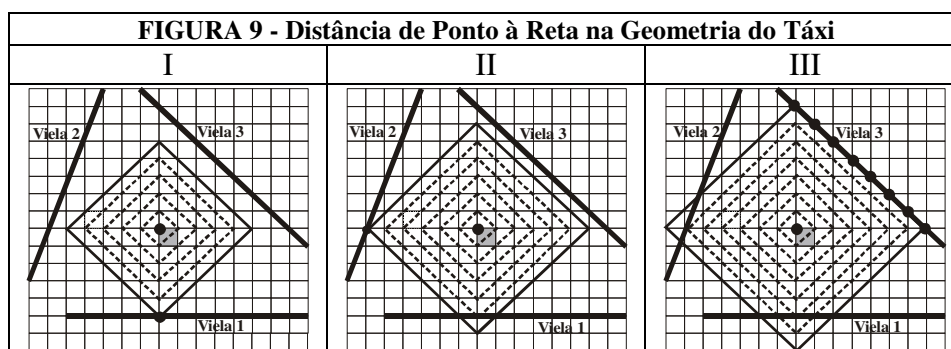 FIGURA 9 - Distância de Ponto à Reta na Geometria do Táxi
I II III
Viela 2 Viela 3 Viela 2 Viela 3 Viela 2 Viela 3
Viela 1 Viela 1 Viela 1